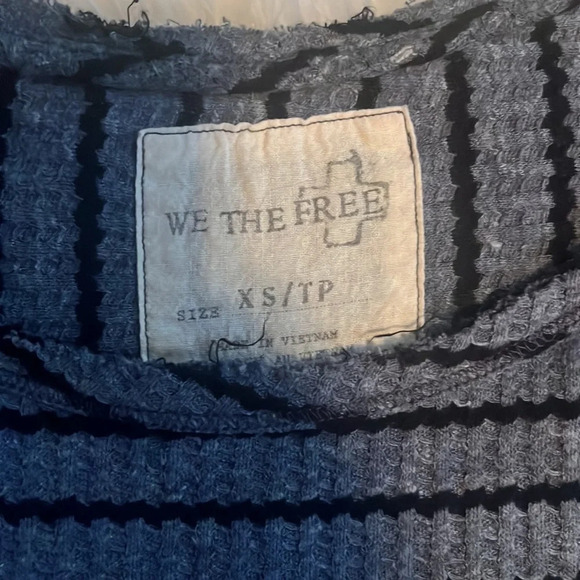 WE THE FREE
SIZE XS/TP
IN VIETNAM